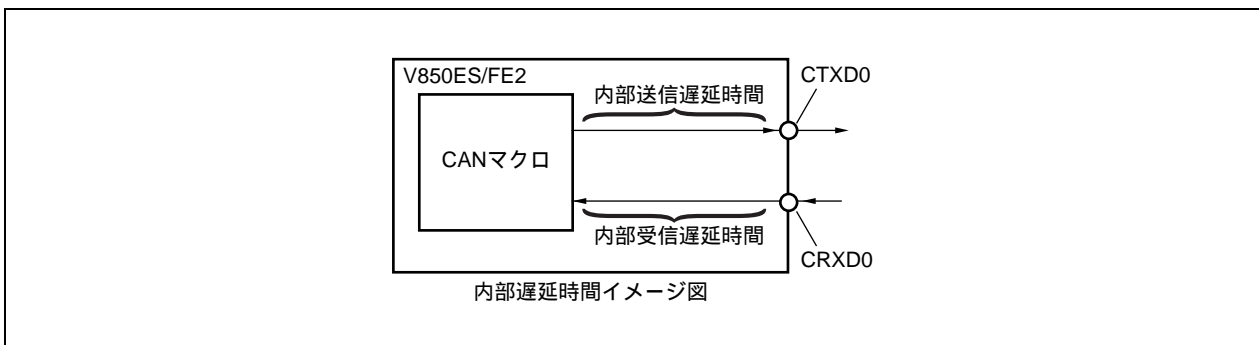 V850ES/FE2
CTXD0
内部送信遅延時間
CANマクロ
内部受信遅延時間
CRXD0
内部遅延時間イメージ図